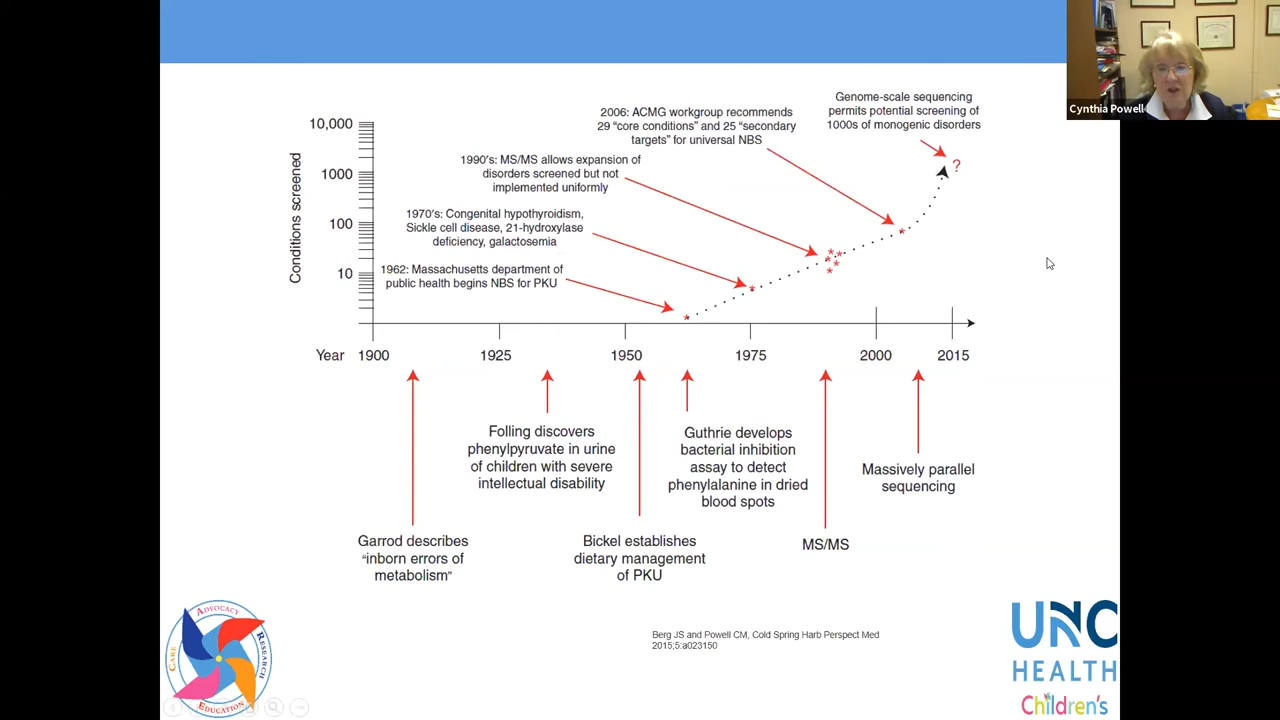 Cynthia Powell
2006: ACMG workgroup recommends
29 “core conditions” and 25 “secondary
targets” for universal NBS
Genome-scale sequencing
permits potential screening of
1000s of monogenic disorders
?
1990's: MS/MS allows expansion of
disorders screened but not
implemented uniformly
1970's: Congenital hypothyroidism,
Sickle cell disease, 21-hydroxylase
deficiency, galactosemia
1962: Massachusetts department of
public health begins NBS for PKU
Conditions screened
10,000
1000
100
10
Year 1900 1925 1950 1975 2000 2015
Folling discovers
phenylpyruvate in urine
of children with severe
intellectual disability
Guthrie develops
bacterial inhibition
assay to detect
phenylalanine in dried
blood spots
Massively parallel
sequencing
Garrod describes
“inborn errors of
metabolism”
Bickel establishes
dietary management
of PKU
MS/MS
Berg JS and Powell CM, Cold Spring Harb Perspect Med
2015;5:a023150
ADVOCACY
RESEARCH
EDUCATION
CARE
UNC
HEALTH
Children's